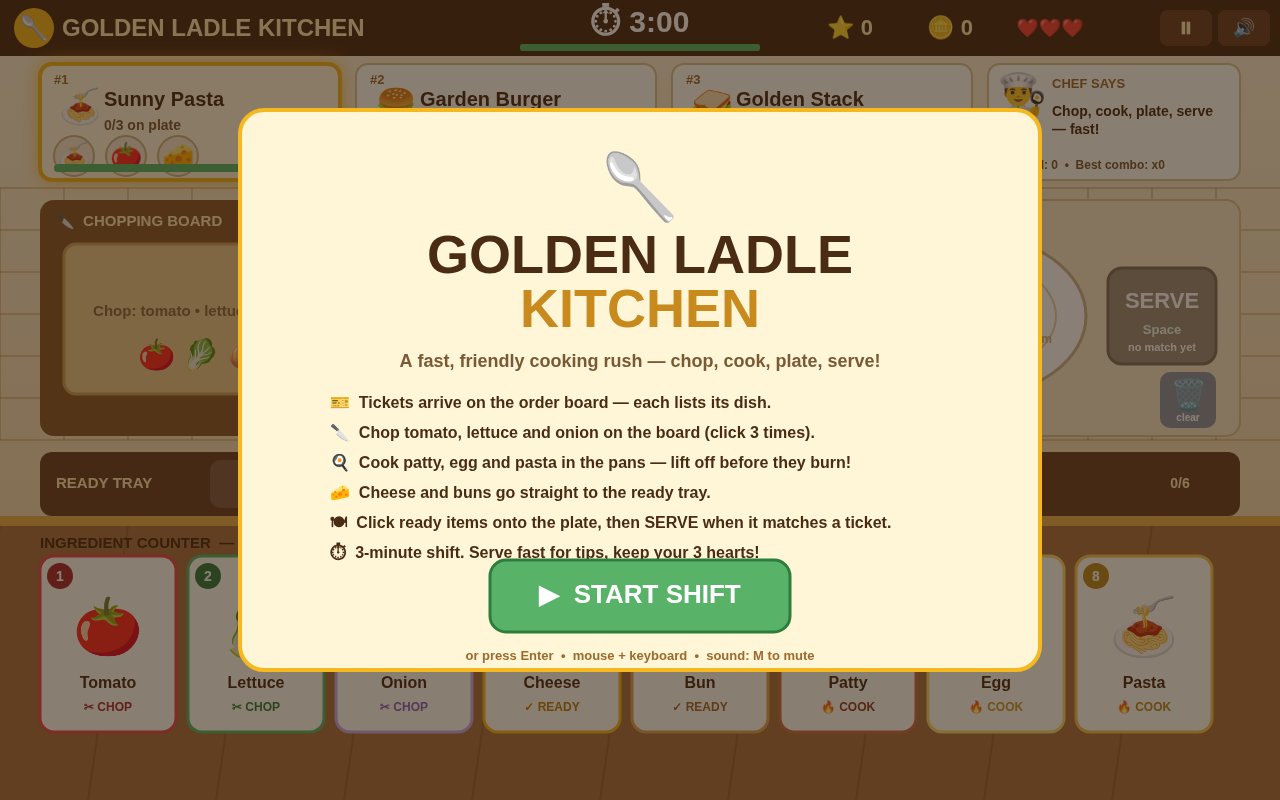 GOLDEN LADLE KITCHEN
3:00
0
0
#1
Sunny Pasta
0/3 on plate
#2
Garden Burger
#3
Golden Stack
CHEF SAYS
Chop, cook, plate, serve
— fast!
: 0 • Best combo: x0
CHOPPING BOARD
Chop: tomato •
SERVE
Space
no match yet
clear
GOLDEN LADLE
KITCHEN
A fast, friendly cooking rush — chop, cook, plate, serve!
Tickets arrive on the order board — each lists its dish.
Chop tomato, lettuce and onion on the board (click 3 times).
Cook patty, egg and pasta in the pans — lift off before they burn!
Cheese and buns go straight to the ready tray.
Click ready items onto the plate, then SERVE when it matches a ticket.
3-minute shift. Serve fast for tips, keep your 3 hearts!
▶ START SHIFT
or press Enter • mouse + keyboard • sound: M to mute
READY TRAY
0/6
INGREDIENT COUNTER —
1
Tomato
✂ CHOP
2
Lettuce
✂ CHOP
Onion
✂ CHOP
Cheese
✓ READY
Bun
✓ READY
Patty
COOK
Egg
COOK
8
Pasta
COOK